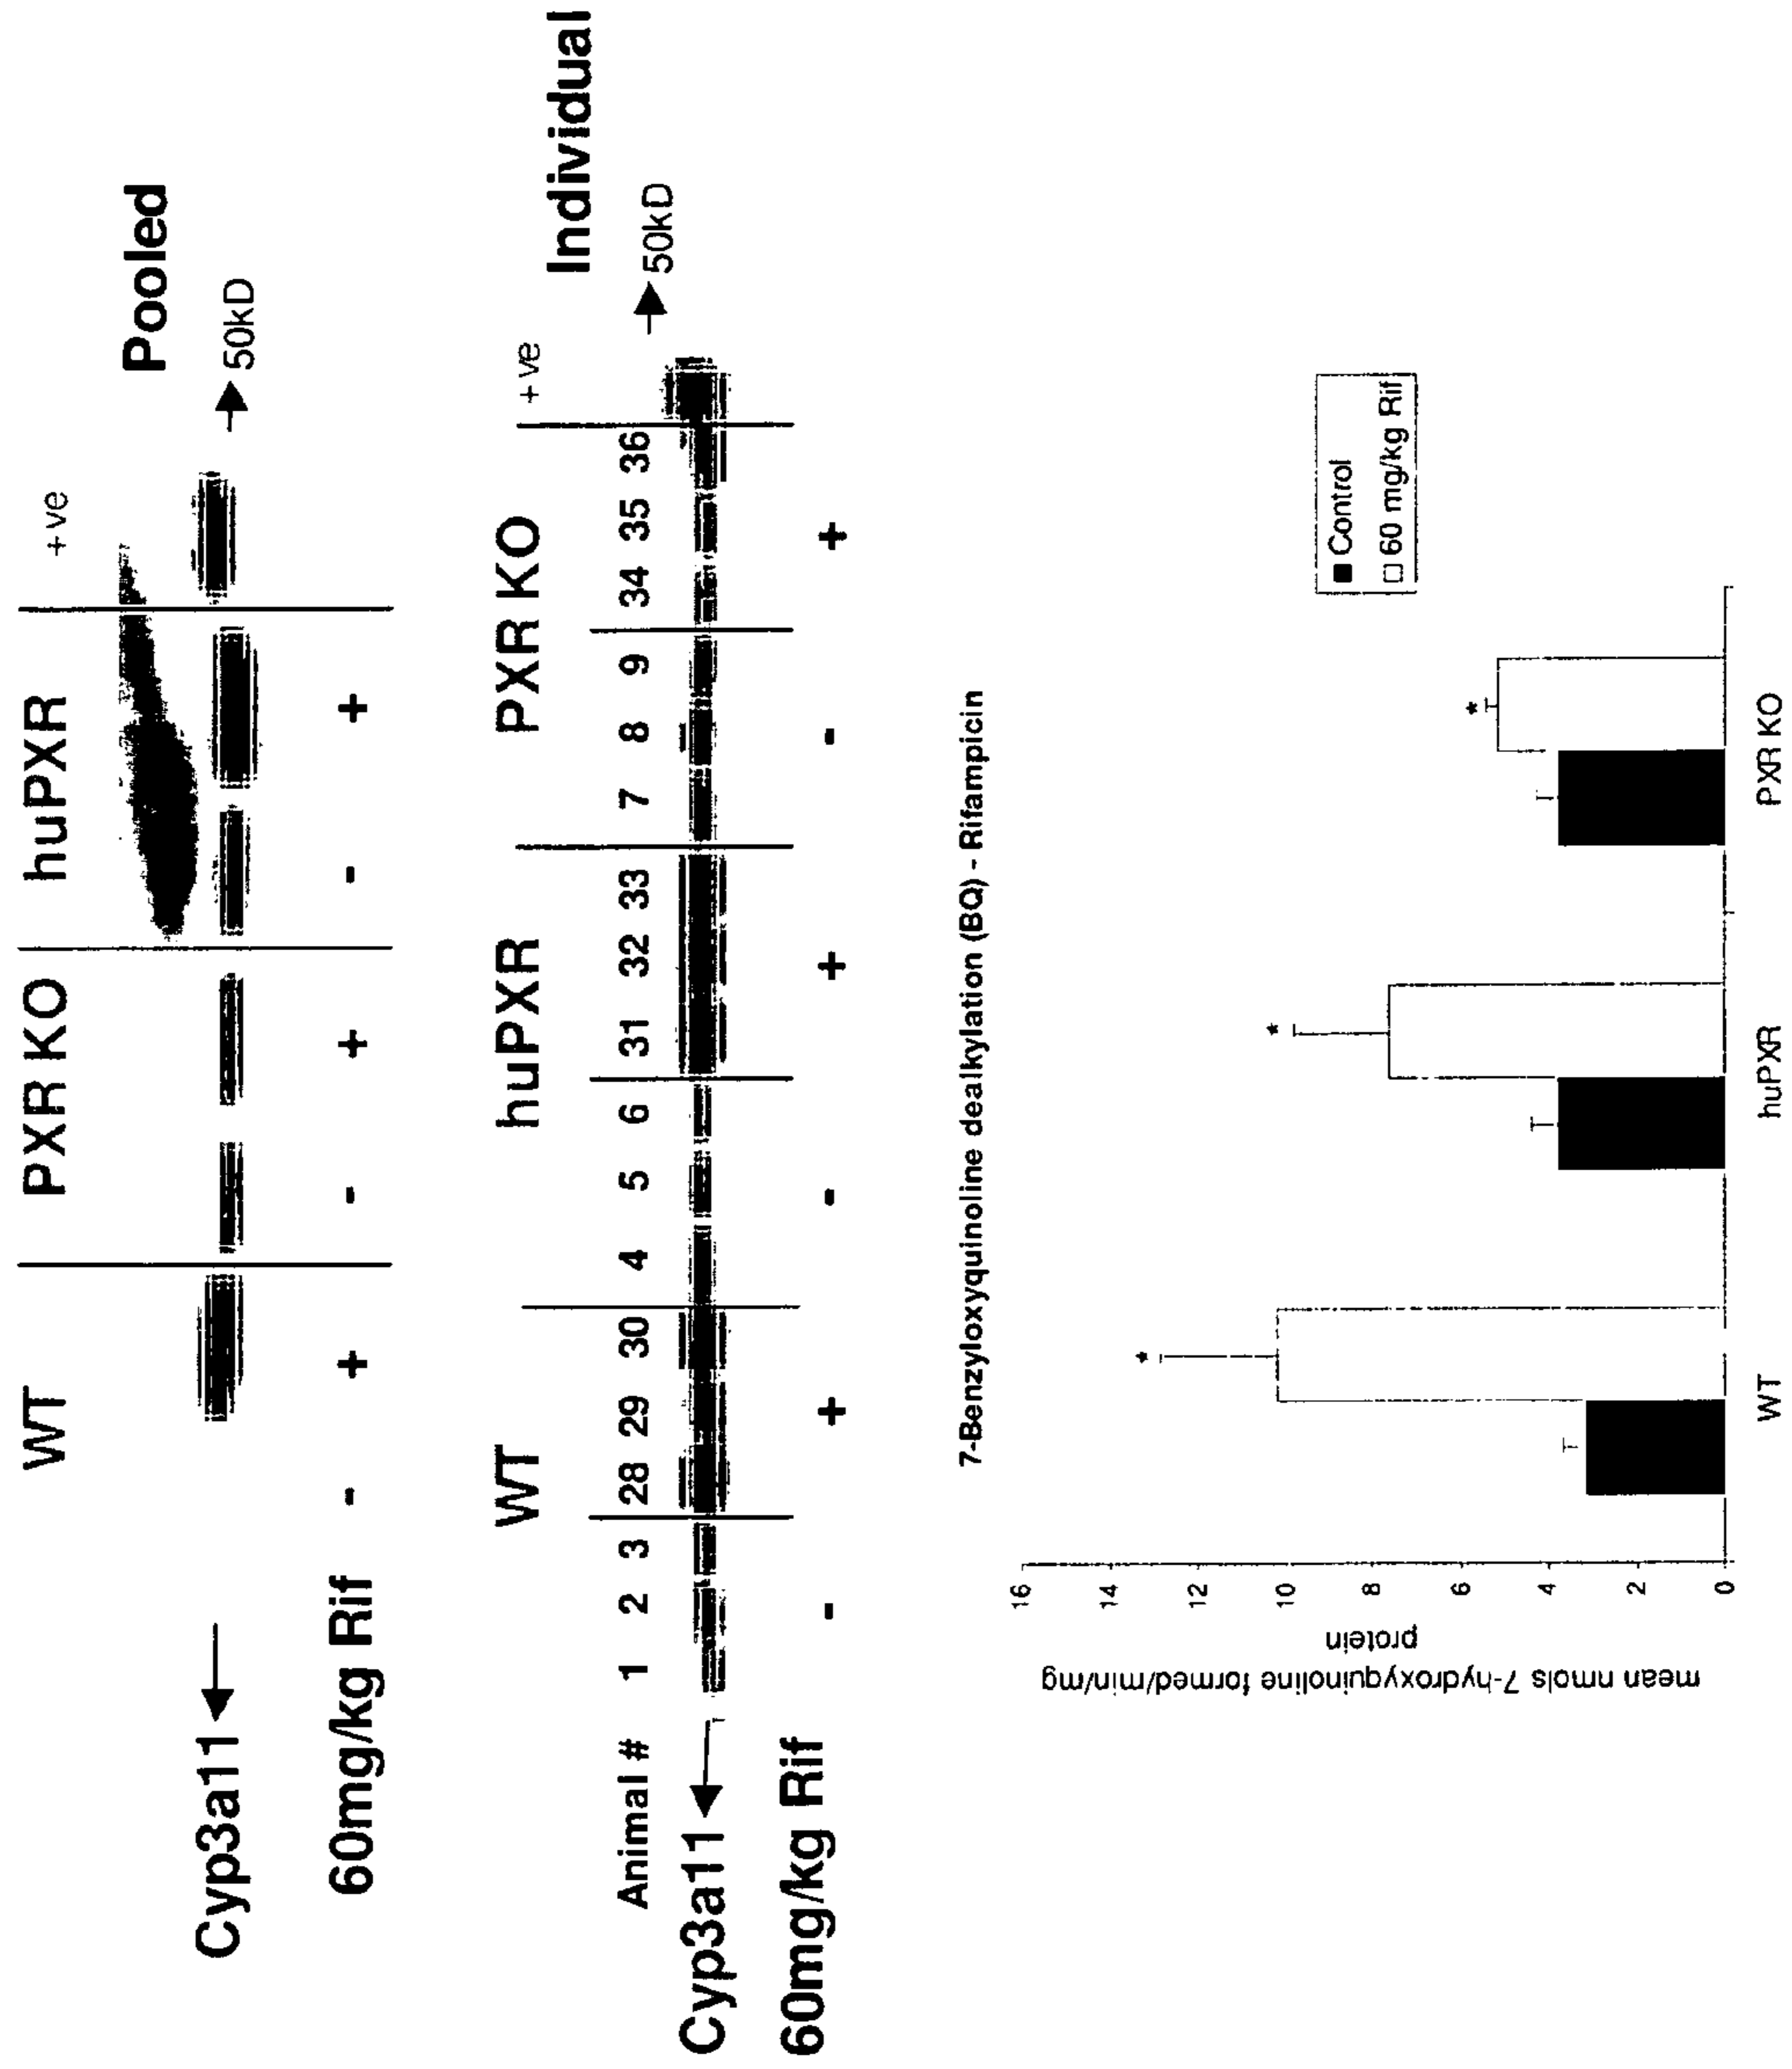 WT PXR KO huPXR +ve
Pooled
Cyp3a11 50kD
60mg/kg Rif - + - + - +
Individual
WT huPXR PXR KO +ve
Animal # 1 2 3 28 29 30 4 5 6 31 32 33 7 8 9 34 35 36
50kD
Cyp3a11
60mg/kg Rif - + - + - +
7-Benzyloxyquinoline dealkylation (BQ) - Rifampicin
mean nmols 7-hydroxyquinoline formed/min/mg
protein
16
14
12
10
8
6
4
2
0
* * *
WT huPXR PXR KO
Control
60 mg/kg Rif